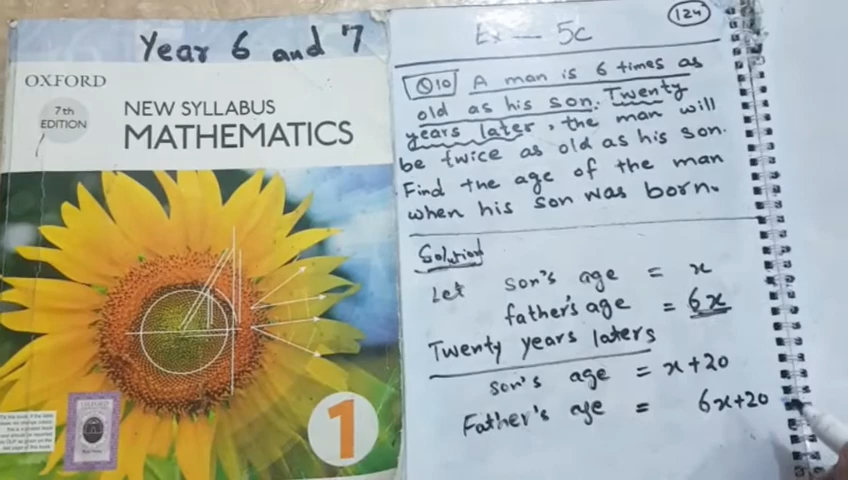 Year 6 and 7
OXFORD
7th
EDITION
NEW SYLLABUS
MATHEMATICS
1
124
Ex — 5C
Q10 A man is 6 times as
old as his son. Twenty
years later, the man will
be twice as old as his son.
Find the age of the man
when his son was born.
Solution
Let son's age = x
father's age = 6x
Twenty years laters
son's age = x+20
Father's age = 6x+20